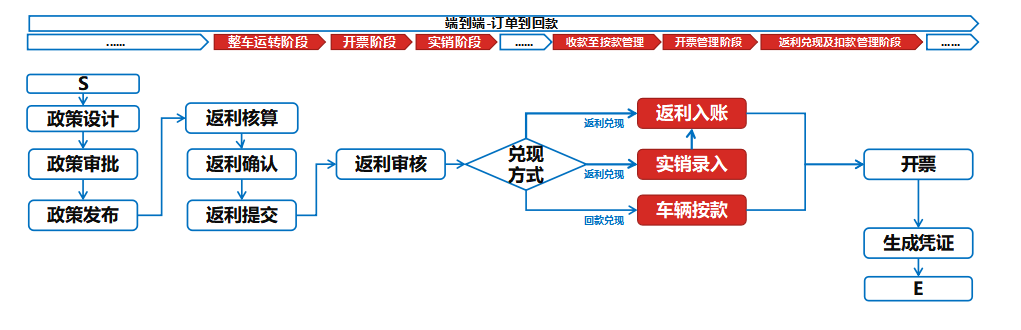 端到端-订单到回款
......
整车运转阶段
开票阶段
实销阶段
......
收款至按款管理
开票管理阶段
返利兑现及扣款管理阶段
......
S
政策设计
政策审批
政策发布
返利核算
返利确认
返利提交
返利审核
兑现
方式
返利兑现
返利兑现
回款兑现
返利入账
实销录入
车辆按款
开票
生成凭证
E